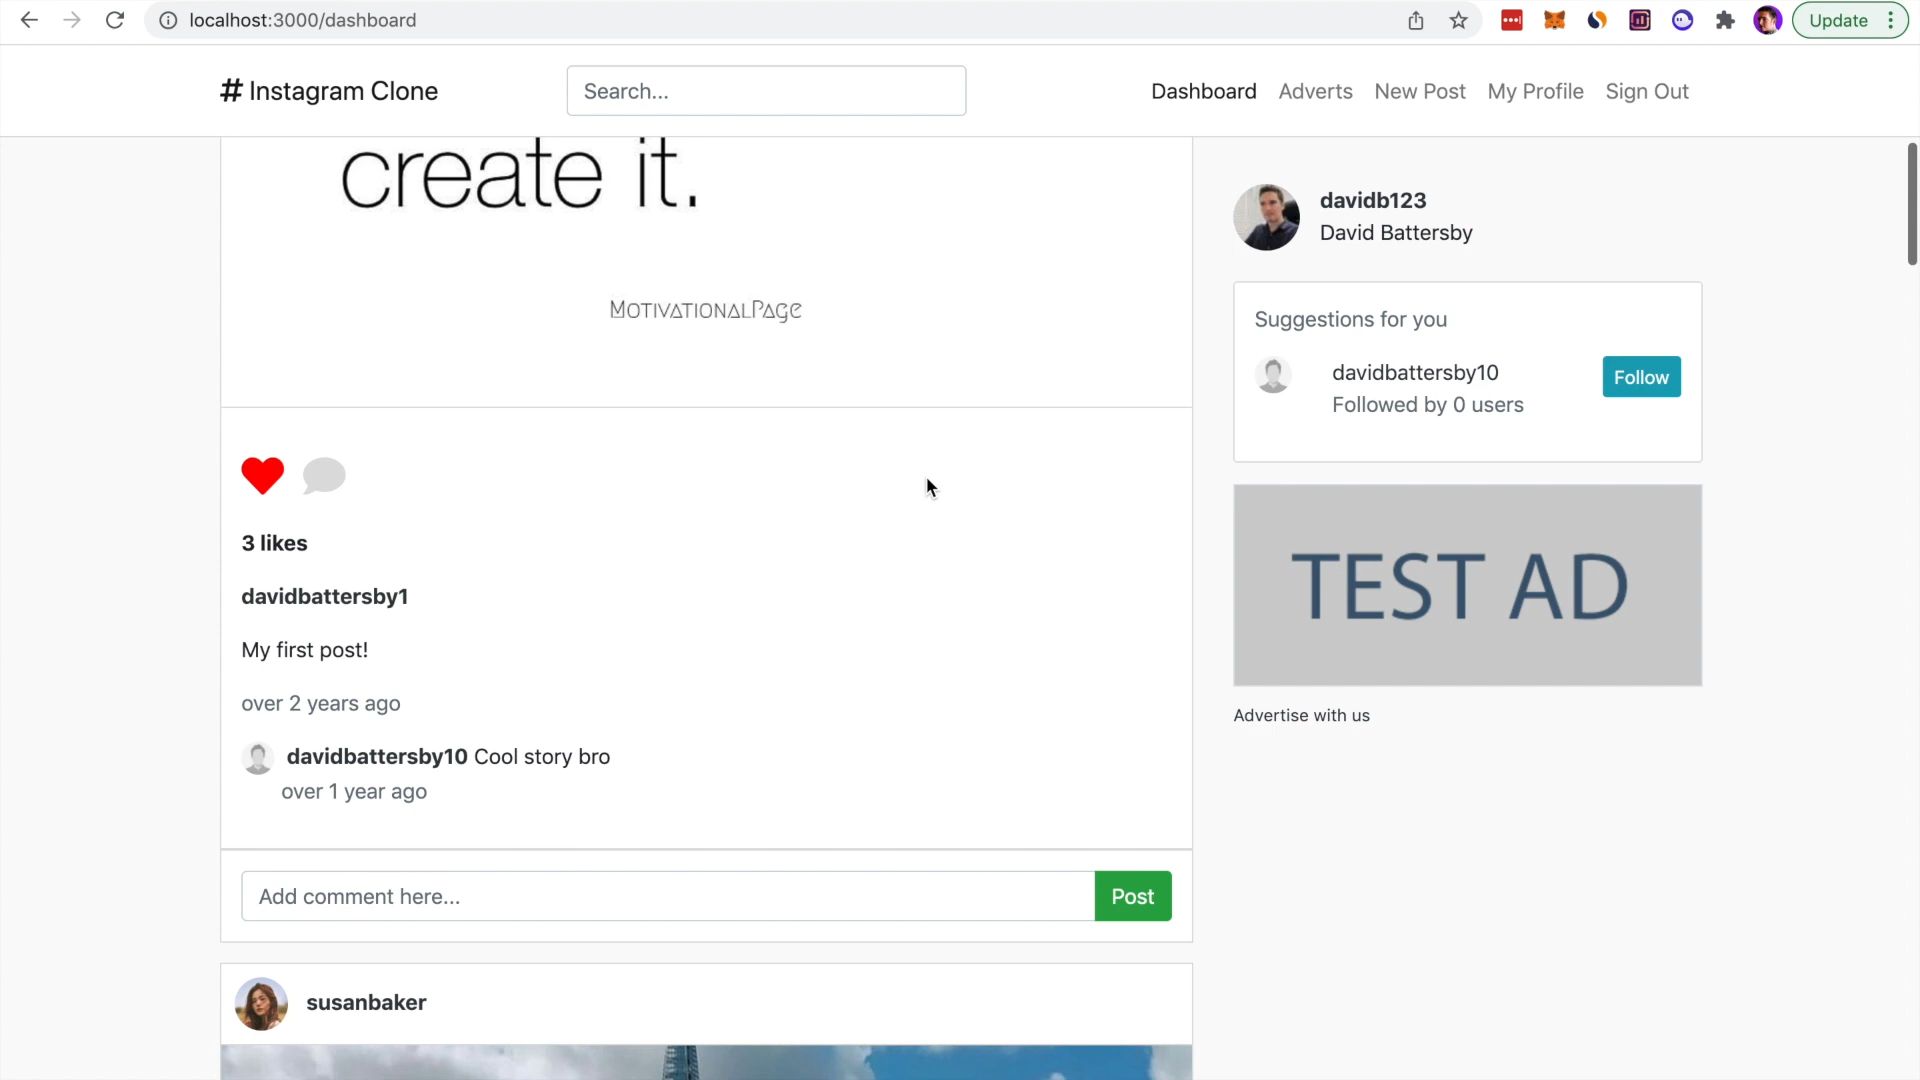 localhost:3000/dashboard
Update
# Instagram Clone
Search...
Dashboard
Adverts
New Post
My Profile
Sign Out
create it.
MOTIVATIONALPAGE
3 likes
davidbattersby1
My first post!
over 2 years ago
davidbattersby10 Cool story bro
over 1 year ago
Add comment here...
Post
susanbaker
davidb123
David Battersby
Suggestions for you
davidbattersby10
Follow
Followed by 0 users
TEST AD
Advertise with us